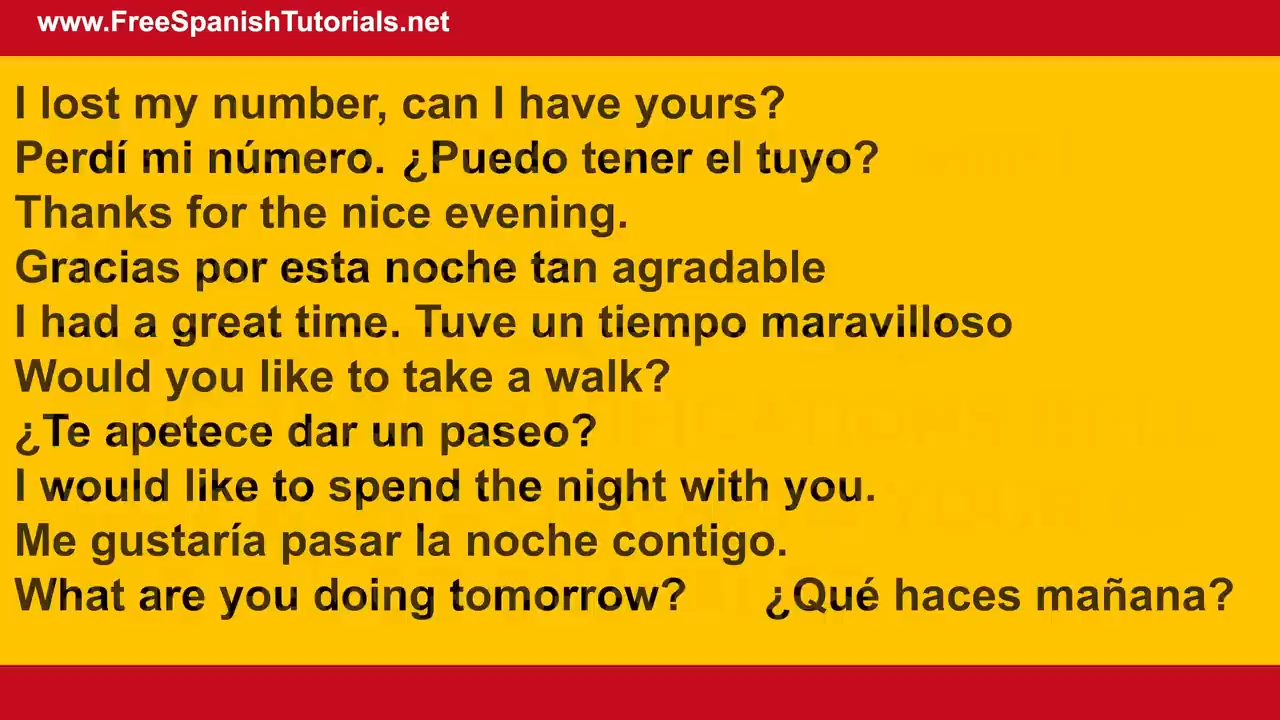 www.FreeSpanishTutorials.net
I lost my number, can I have yours?
Perdí mi número. ¿Puedo tener el tuyo?
Thanks for the nice evening.
Gracias por esta noche tan agradable
I had a great time. Tuve un tiempo maravilloso
Would you like to take a walk?
¿Te apetece dar un paseo?
I would like to spend the night with you.
Me gustaría pasar la noche contigo.
What are you doing tomorrow? ¿Qué haces mañana?